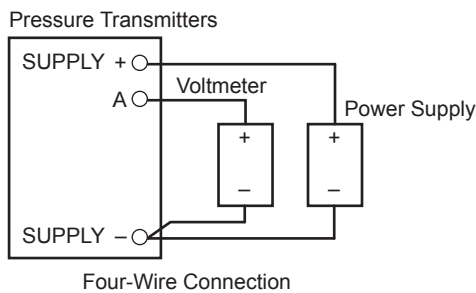 Pressure Transmitters
SUPPLY +
A
Voltmeter
Power Supply
+
+
–
–
SUPPLY –
Four-Wire Connection